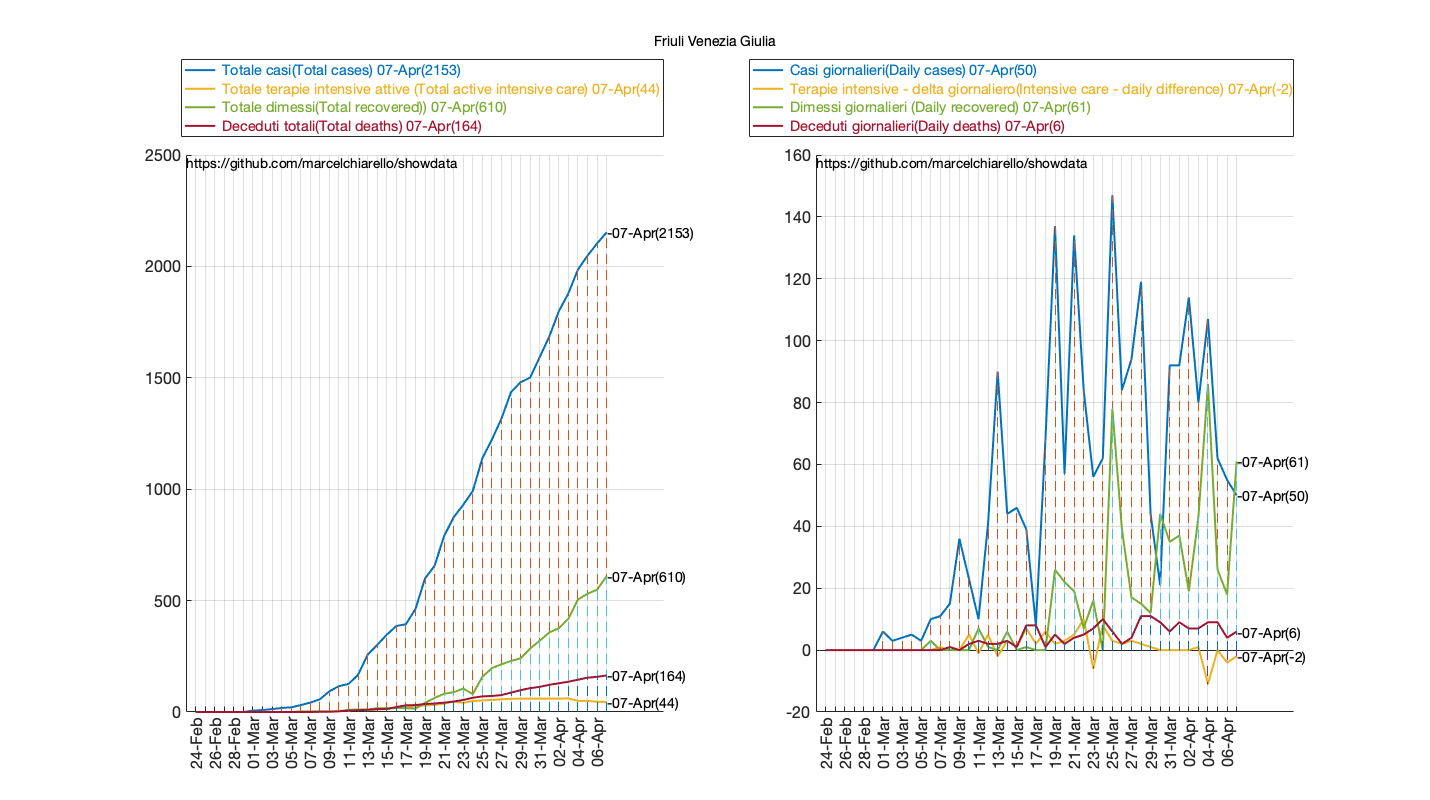 Friuli Venezia Giulia
Totale casi(Total cases) 07-Apr(2153)
Totale terapie intensive attive (Total active intensive care) 07-Apr(44)
Totale dimessi(Total recovered)) 07-Apr(610)
Deceduti totali(Total deaths) 07-Apr(164)
https://github.com/marcelchiarello/showdata
2500
2000
1500
1000
500
0
-07-Apr(2153)
-07-Apr(610)
-07-Apr(164)
-07-Apr(44)
24-Feb
26-Feb
28-Feb
01-Mar
03-Mar
05-Mar
07-Mar
09-Mar
11-Mar
13-Mar
15-Mar
17-Mar
19-Mar
21-Mar
23-Mar
25-Mar
27-Mar
29-Mar
31-Mar
02-Apr
04-Apr
06-Apr
Casi giornalieri(Daily cases) 07-Apr(50)
Terapie intensive - delta giornaliero(Intensive care - daily difference) 07-Apr(-2)
Dimessi giornalieri (Daily recovered) 07-Apr(61)
Deceduti giornalieri(Daily deaths) 07-Apr(6)
https://github.com/marcelchiarello/showdata
160
140
120
100
80
60
40
20
0
-20
-07-Apr(61)
-07-Apr(50)
-07-Apr(6)
-07-Apr(-2)
24-Feb
26-Feb
28-Feb
01-Mar
03-Mar
05-Mar
07-Mar
09-Mar
11-Mar
13-Mar
15-Mar
17-Mar
19-Mar
21-Mar
23-Mar
25-Mar
27-Mar
29-Mar
31-Mar
02-Apr
04-Apr
06-Apr